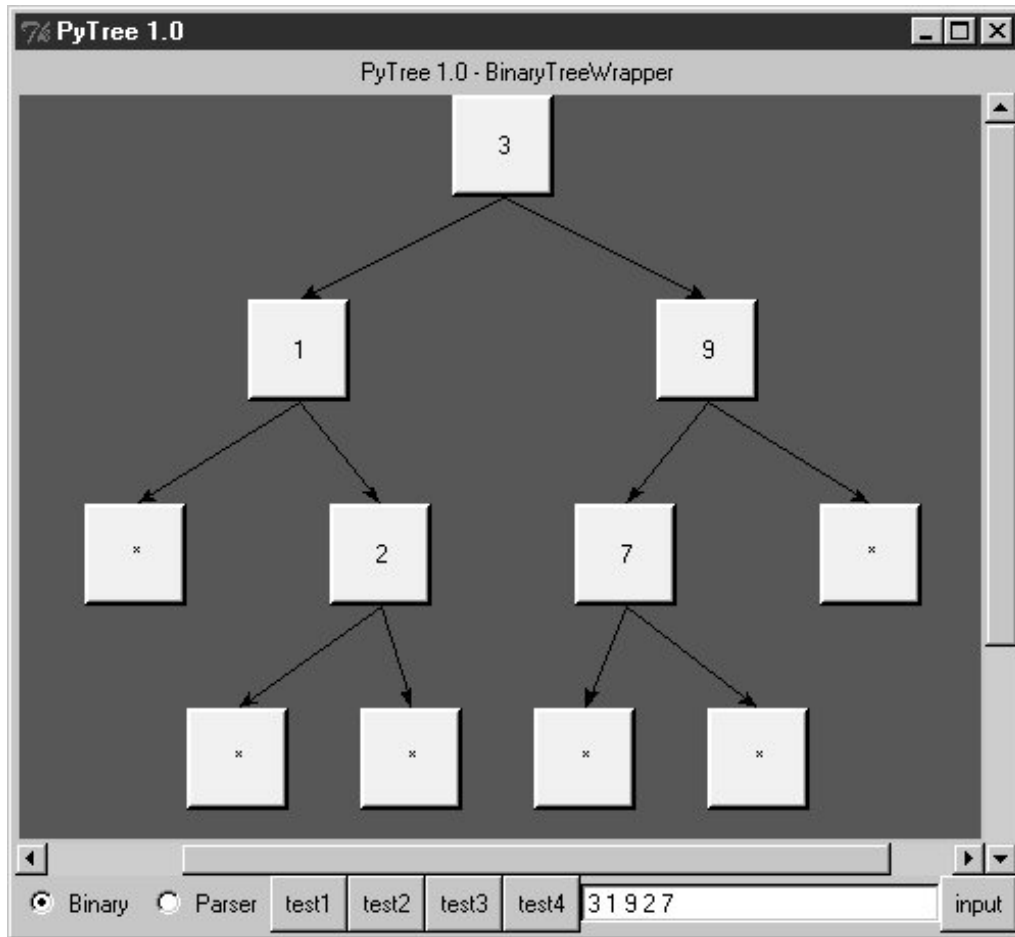 PyTree 1.0
PyTree 1.0 - BinaryTreeWrapper
3
1 9
* 2 7 *
* * * *
Binary Parser test1 test2 test3 test4 3 1 9 2 7 input